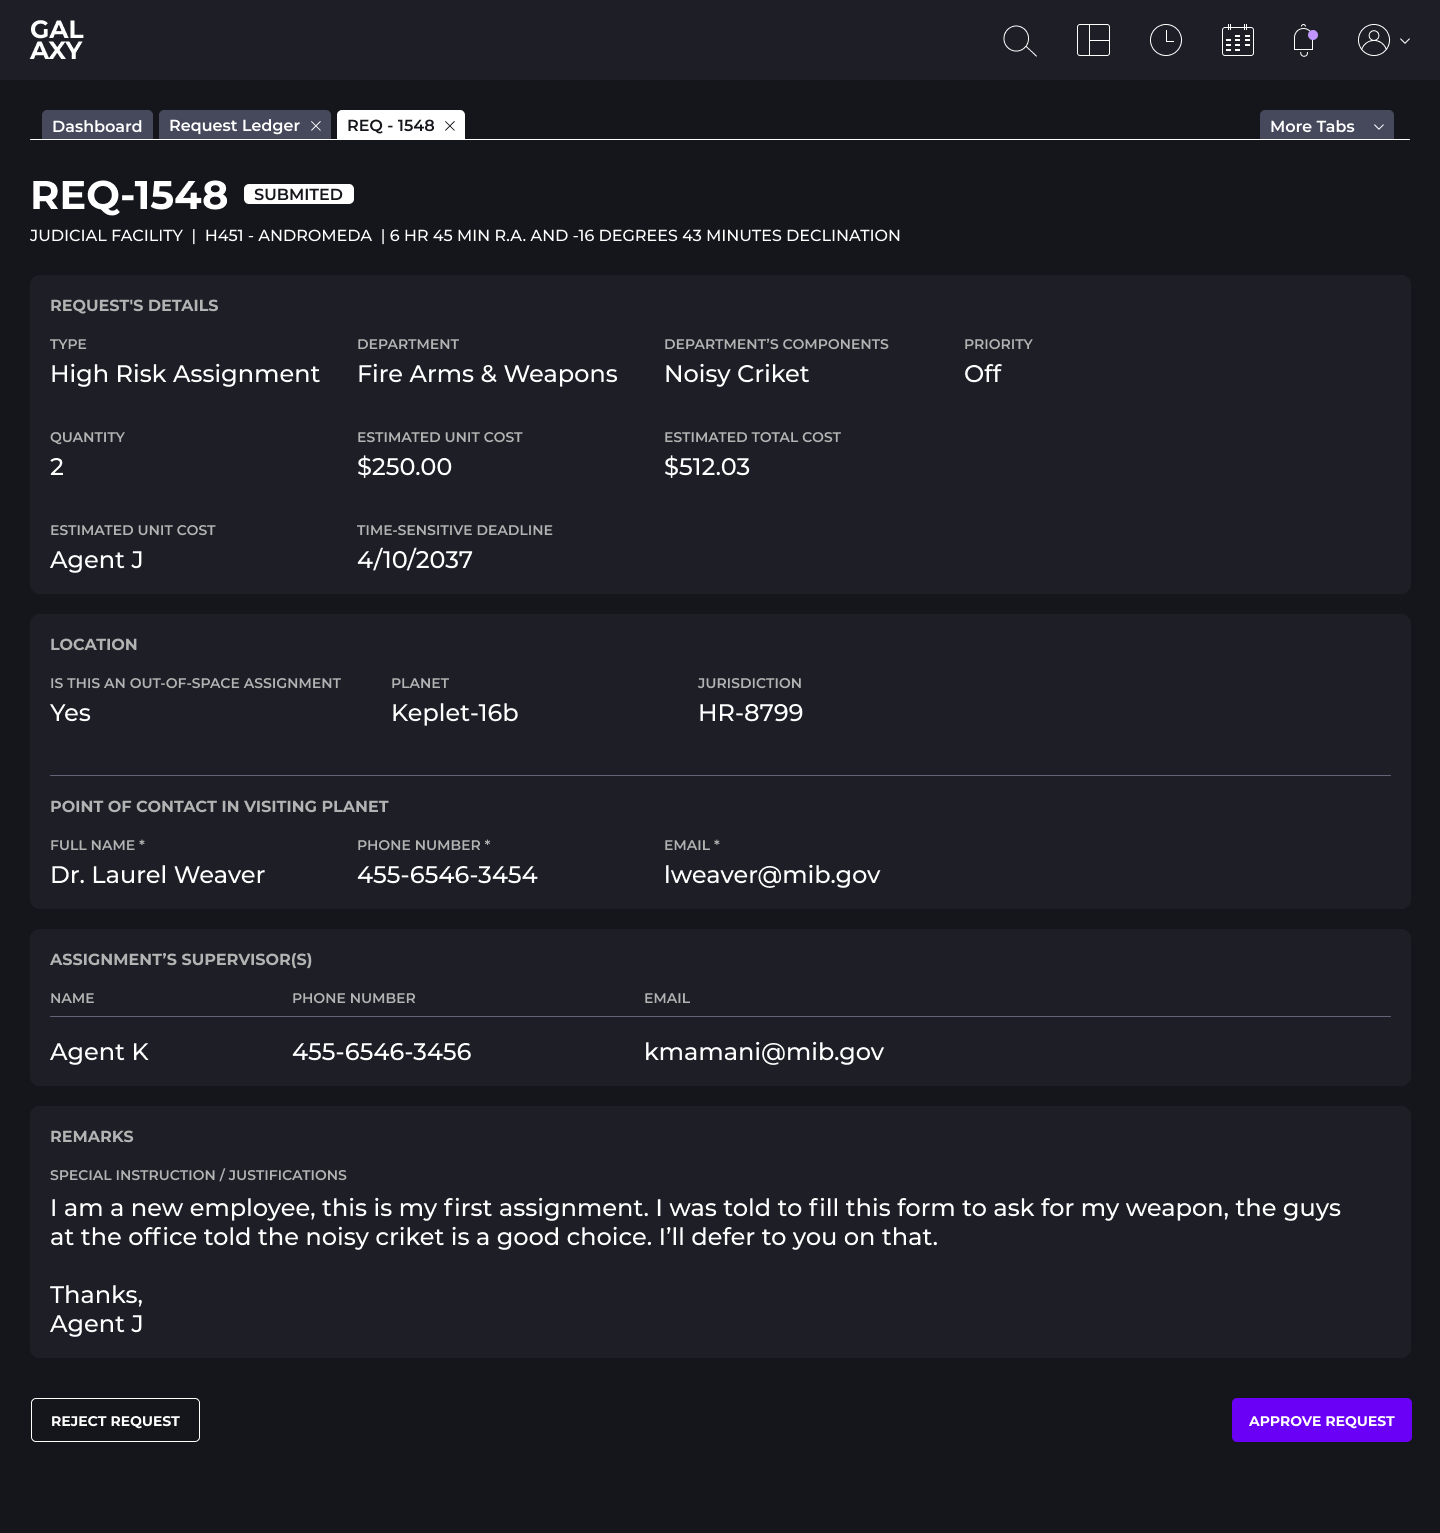 GAL
AXY
Dashboard
Request Ledger
REQ - 1548
More Tabs
REQ-1548
SUBMITED
JUDICIAL FACILITY | H451 - ANDROMEDA | 6 HR 45 MIN R.A. AND -16 DEGREES 43 MINUTES DECLINATION
REQUEST'S DETAILS
TYPE DEPARTMENT DEPARTMENT’S COMPONENTS PRIORITY
High Risk Assignment Fire Arms & Weapons Noisy Criket Off
QUANTITY ESTIMATED UNIT COST ESTIMATED TOTAL COST
2 $250.00 $512.03
ESTIMATED UNIT COST TIME-SENSITIVE DEADLINE
Agent J 4/10/2037
LOCATION
IS THIS AN OUT-OF-SPACE ASSIGNMENT PLANET JURISDICTION
Yes Keplet-16b HR-8799
POINT OF CONTACT IN VISITING PLANET
FULL NAME * PHONE NUMBER * EMAIL *
Dr. Laurel Weaver 455-6546-3454 lweaver@mib.gov
ASSIGNMENT’S SUPERVISOR(S)
NAME PHONE NUMBER EMAIL
Agent K 455-6546-3456 kmamani@mib.gov
REMARKS
SPECIAL INSTRUCTION / JUSTIFICATIONS
I am a new employee, this is my first assignment. I was told to fill this form to ask for my weapon, the guys
at the office told the noisy criket is a good choice. I’ll defer to you on that.
Thanks,
Agent J
REJECT REQUEST
APPROVE REQUEST